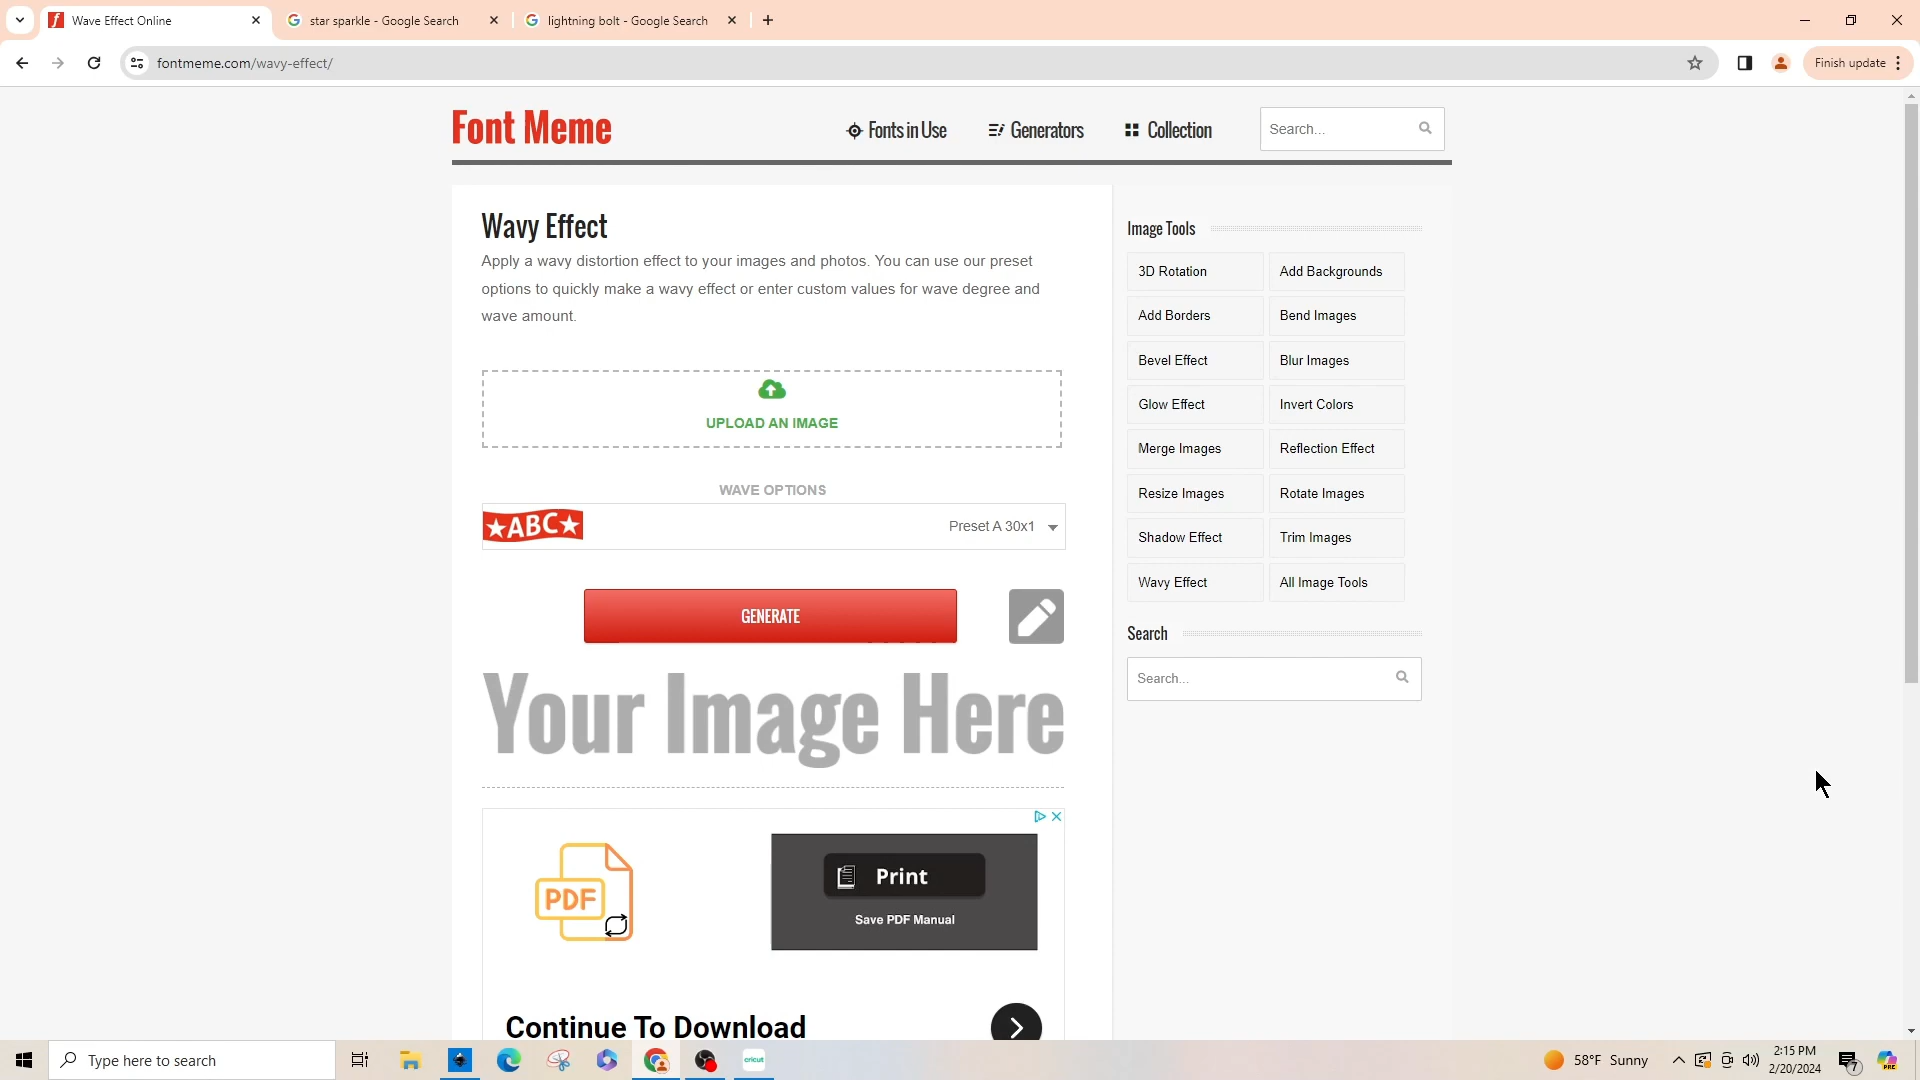 Wave Effect Online
star sparkle - Google Search
lightning bolt - Google Search
fontmeme.com/wavy-effect/
Finish update
Font Meme
Fonts in Use
Generators
Collection
Search...
Wavy Effect
Apply a wavy distortion effect to your images and photos. You can use our preset
options to quickly make a wavy effect or enter custom values for wave degree and
wave amount.
UPLOAD AN IMAGE
WAVE OPTIONS
ABC
Preset A 30x1
GENERATE
Your Image Here
PDF
Print
Save PDF Manual
Continue To Download
Image Tools
3D Rotation
Add Backgrounds
Add Borders
Bend Images
Bevel Effect
Blur Images
Glow Effect
Invert Colors
Merge Images
Reflection Effect
Resize Images
Rotate Images
Shadow Effect
Trim Images
Wavy Effect
All Image Tools
Search
Search...
Type here to search
cricut
58°F Sunny
2:15 PM
2/20/2024
7
PRE